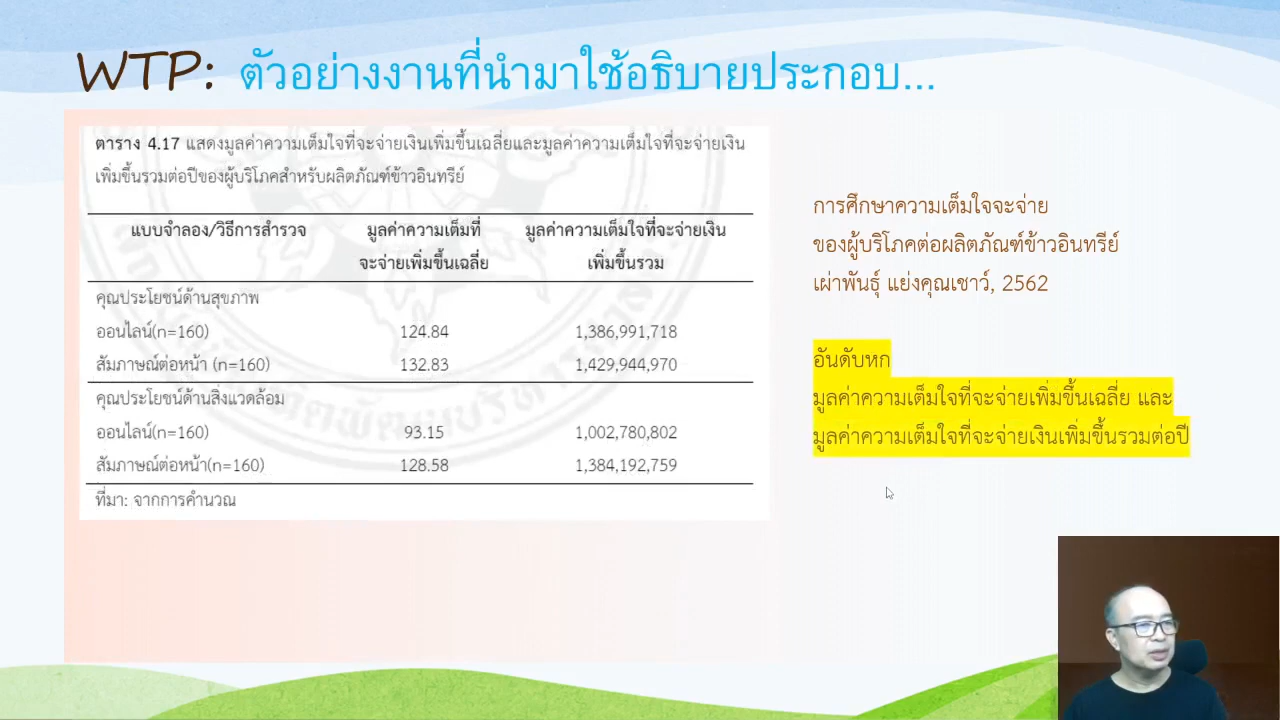 WTP: ตัวอย่างงานที่นำมาใช้อธิบายประกอบ...
ตาราง 4.17 แสดงมูลค่าความเต็มใจที่จะจ่ายเงินเพิ่มขึ้นเฉลี่ยและมูลค่าความเต็มใจที่จะจ่ายเงิน
เพิ่มขึ้นรวมต่อปีของผู้บริโภคสำหรับผลิตภัณฑ์ข้าวอินทรีย์
แบบจำลอง/วิธีการสำรวจ มูลค่าความเต็มที่ มูลค่าความเต็มใจที่จะจ่ายเงิน
จะจ่ายเพิ่มขึ้นเฉลี่ย เพิ่มขึ้นรวม
คุณประโยชน์ด้านสุขภาพ
ออนไลน์(n=160) 124.84 1,386,991,718
สัมภาษณ์ต่อหน้า (n=160) 132.83 1,429,944,970
คุณประโยชน์ด้านสิ่งแวดล้อม
ออนไลน์(n=160) 93.15 1,002,780,802
สัมภาษณ์ต่อหน้า(n=160) 128.58 1,384,192,759
ที่มา: จากการคำนวณ
การศึกษาความเต็มใจจะจ่าย
ของผู้บริโภคต่อผลิตภัณฑ์ข้าวอินทรีย์
เผ่าพันธุ์ แย่งคุณเชาว์, 2562
อันดับหก
มูลค่าความเต็มใจที่จะจ่ายเพิ่มขึ้นเฉลี่ย และ
มูลค่าความเต็มใจที่จะจ่ายเงินเพิ่มขึ้นรวมต่อปี